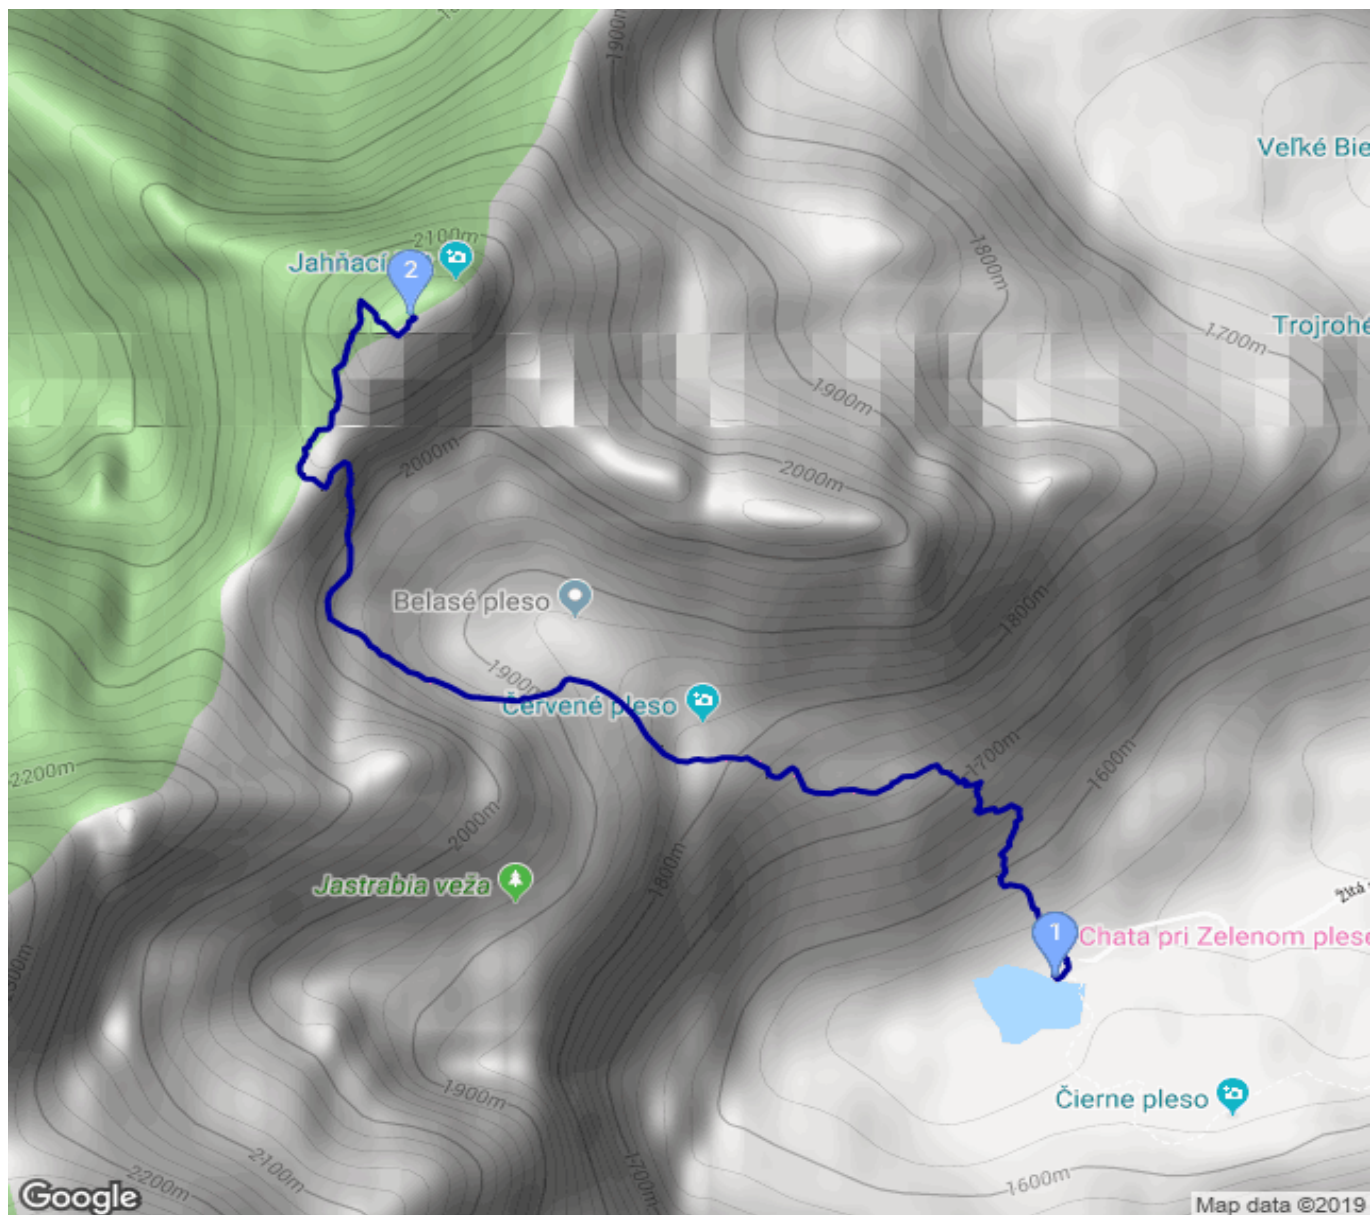 1900m
Veľké Bie
2100m
Jahňací
2
1800m
Trojrohé
1700m
1900m
2000m
2000m
1800m
Belasé pleso
1900m
Červené pleso
1700m
1600m
2200m
2000m
1800m
Jastrabia veža
Žltá
1
Chata pri Zelenom plese
Čierne pleso
1900m
1700m
2100m
2200m
1600m
Google
Map data ©2019